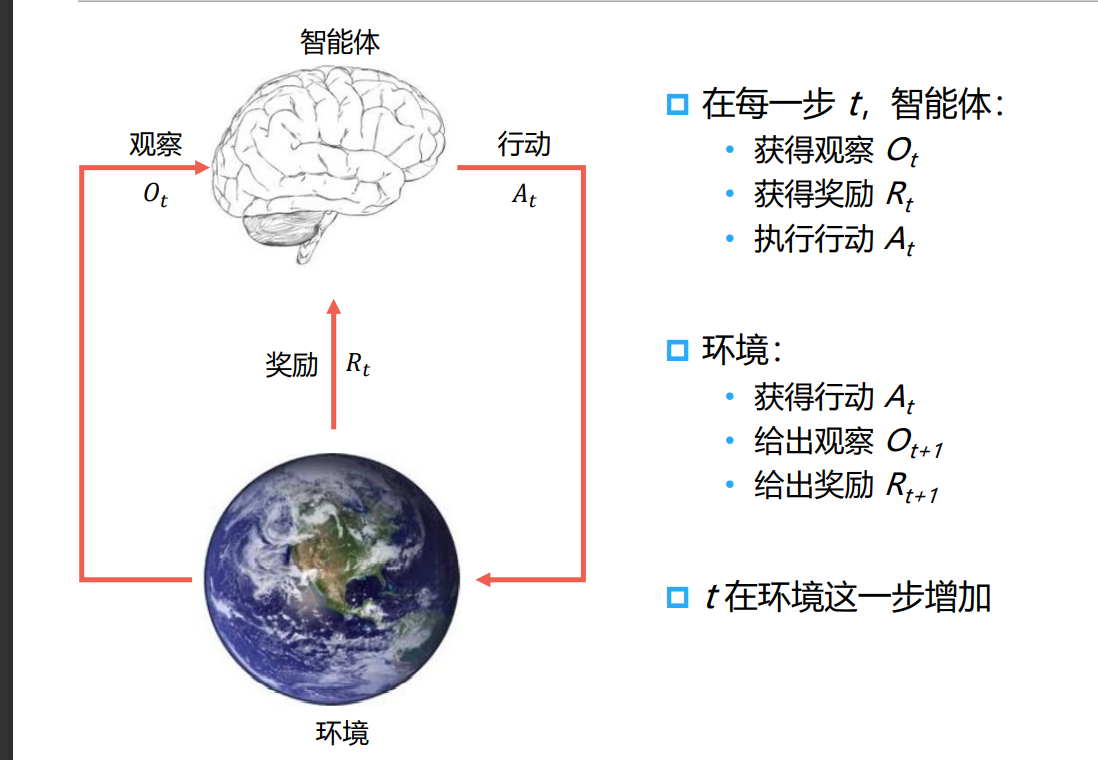 智能体
观察
O_t
行动
A_t
奖励 R_t
环境
在每一步 t，智能体：
• 获得观察 O_t
• 获得奖励 R_t
• 执行行动 A_t
环境：
• 获得行动 A_t
• 给出观察 O_{t+1}
• 给出奖励 R_{t+1}
t 在环境这一步增加